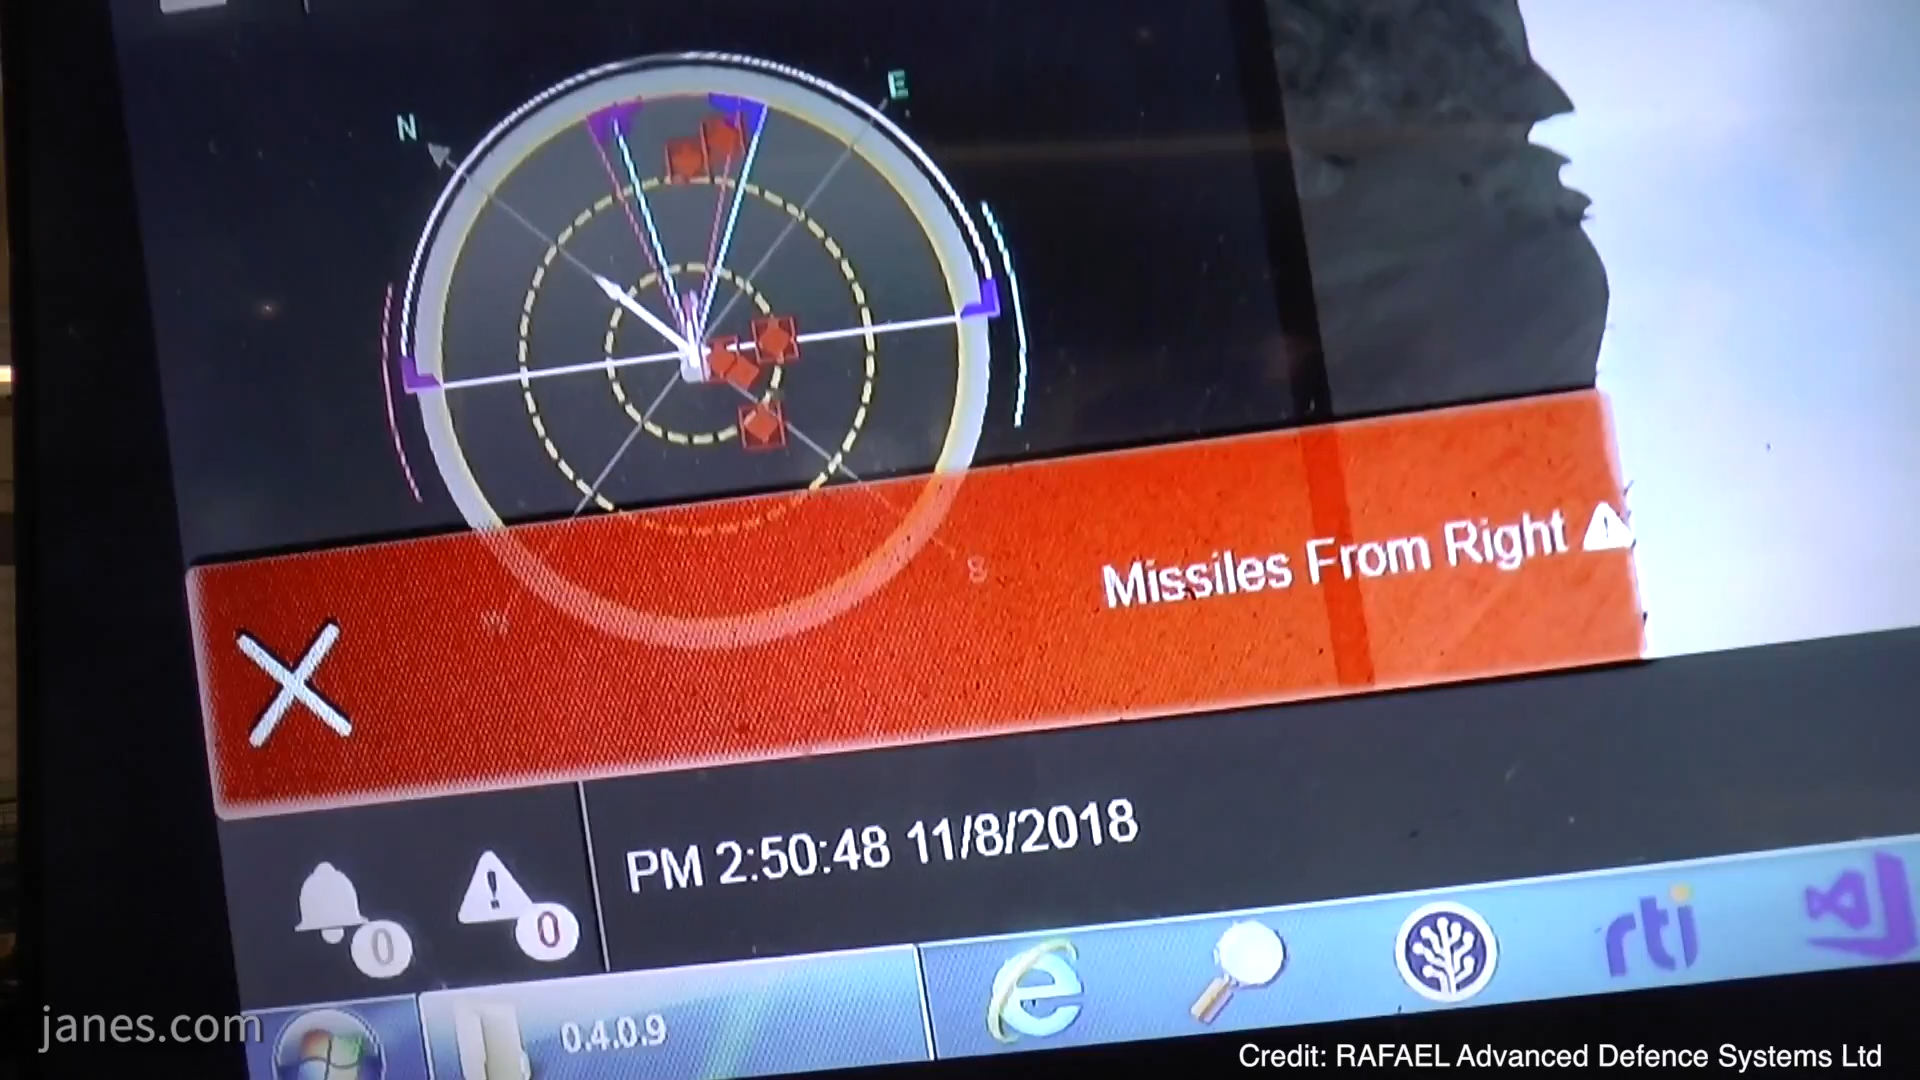 N
E
S
W
Missiles From Right
0
0
PM 2:50:48 11/8/2018
0.4.0.9
rti
janes.com
Credit: RAFAEL Advanced Defence Systems Ltd